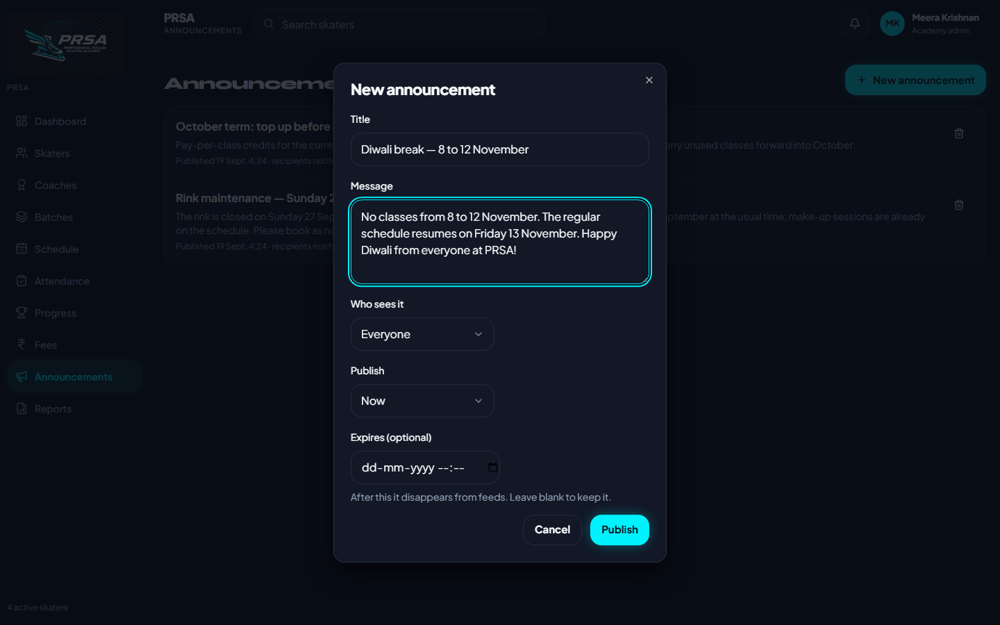 PRSA
PROFESSIONAL ROLLER
SKATING ACADEMY
PRSA
Dashboard
Skaters
Coaches
Batches
Schedule
Attendance
Progress
Fees
Announcements
Reports
4 active skaters
PRSA
ANNOUNCEMENTS
Search skaters
MK
Meera Krishnan
Academy admin
Announceme
New announcement
October term: top up before
Pay-per-class credits for the curre
arry unused classes forward into October.
Published 19 Sept, 4:24 · recipients notifi
Rink maintenance — Sunday 2
The rink is closed on Sunday 27 Sep
ptember at the usual time; make-up sessions are already
on the schedule. Please book as no
Published 19 Sept, 4:24 · recipients notifi
New announcement
Title
Diwali break — 8 to 12 November
Message
No classes from 8 to 12 November. The regular
schedule resumes on Friday 13 November. Happy
Diwali from everyone at PRSA!
Who sees it
Everyone
Publish
Now
Expires (optional)
dd-mm-yyyy --:--
After this it disappears from feeds. Leave blank to keep it.
Cancel
Publish